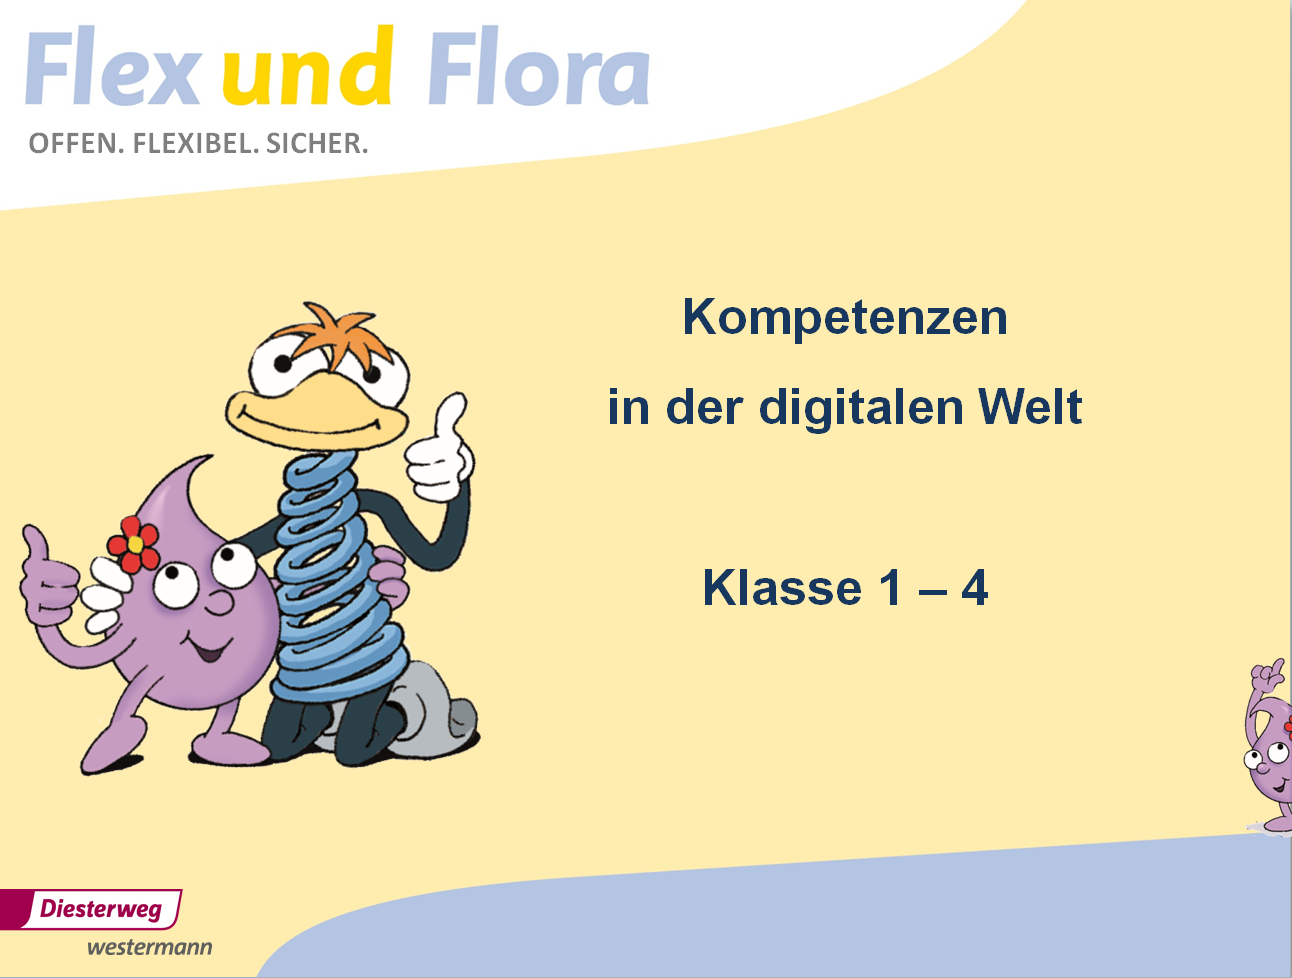 Flex und Flora
OFFEN. FLEXIBEL. SICHER.
Kompetenzen
in der digitalen Welt
Klasse 1 – 4
Diesterweg
westermann